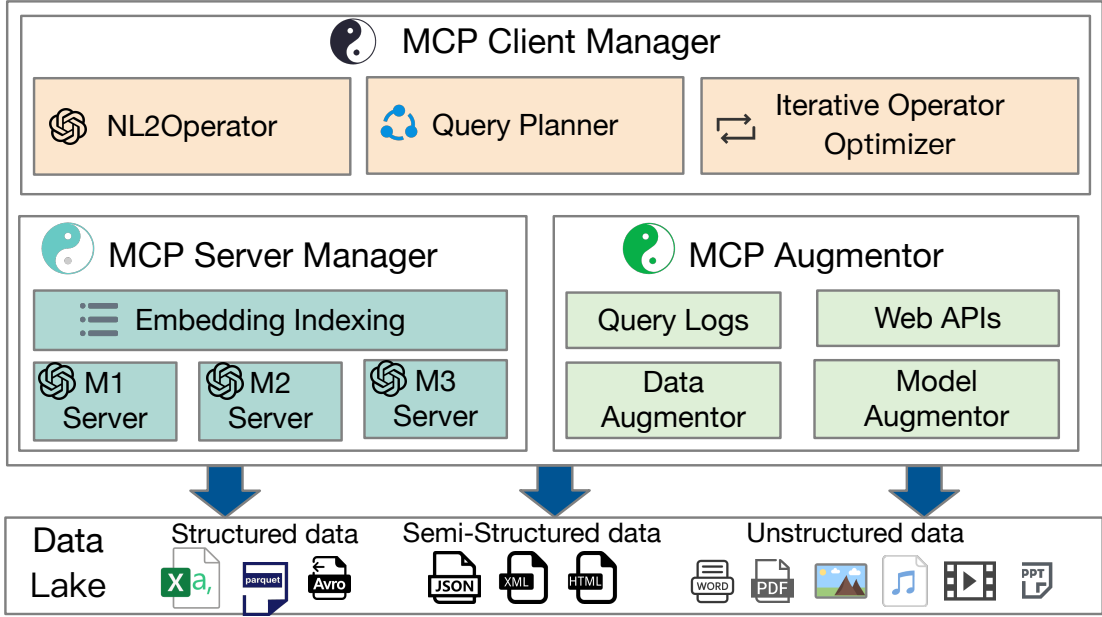 MCP Client Manager
NL2Operator
Query Planner
Iterative Operator
Optimizer
MCP Server Manager
Embedding Indexing
M1
Server
M2
Server
M3
Server
MCP Augmentor
Query Logs
Web APIs
Data
Augmentor
Model
Augmentor
Data
Lake
Structured data
X a,
parquet
Avro
Semi-Structured data
JSON
XML
HTML
Unstructured data
WORD
PDF
PPT